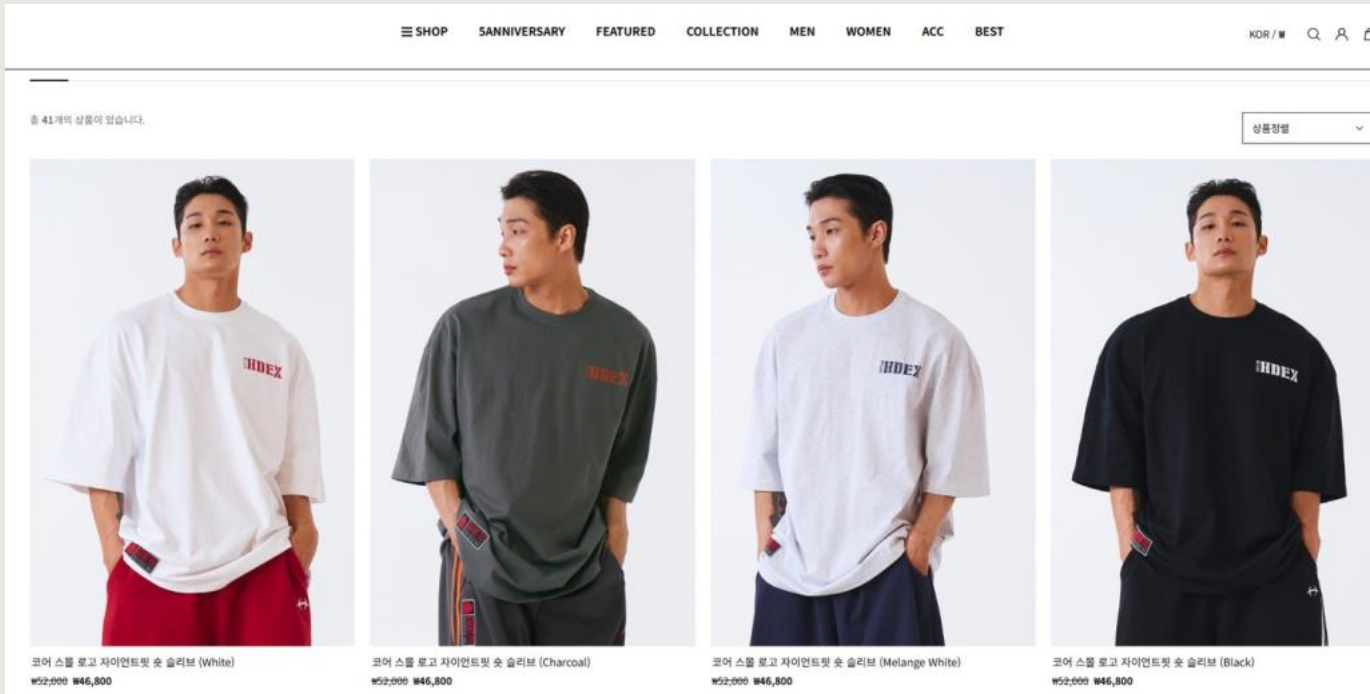 SHOP 5ANNIVERSARY FEATURED COLLECTION MEN WOMEN ACC BEST KOR / ₩
총 41개의 상품이 있습니다.
상품정렬
HDEX
HDEX
HDEX
HDEX
코어 스몰 로고 자이언트핏 숏 슬리브 (White)
₩52,000 ₩46,800
코어 스몰 로고 자이언트핏 숏 슬리브 (Charcoal)
₩52,000 ₩46,800
코어 스몰 로고 자이언트핏 숏 슬리브 (Melange White)
₩52,000 ₩46,800
코어 스몰 로고 자이언트핏 숏 슬리브 (Black)
₩52,000 ₩46,800